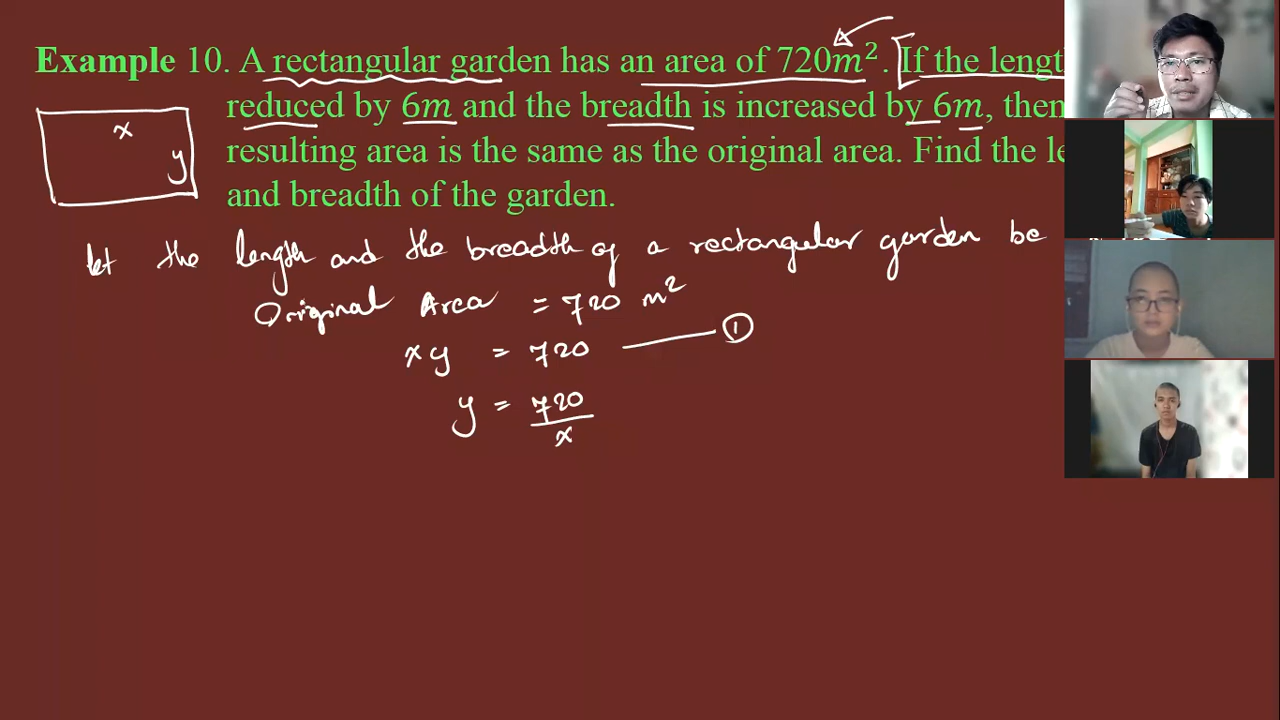 Example 10. A rectangular garden has an area of 720m². If the lengt
reduced by 6m and the breadth is increased by 6m, then
x
y
resulting area is the same as the original area. Find the le
and breadth of the garden.
let the length and the breadth of a rectangular garden be
Original Area = 720 m²
xy = 720 ——— ①
y = 720/x